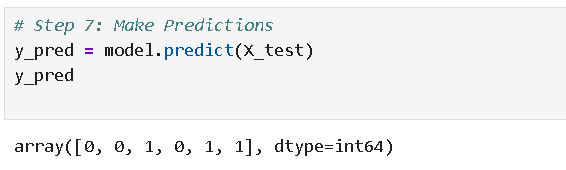 # Step 7: Make Predictions
y_pred = model.predict(X_test)
y_pred
array([0, 0, 1, 0, 1, 1], dtype=int64)